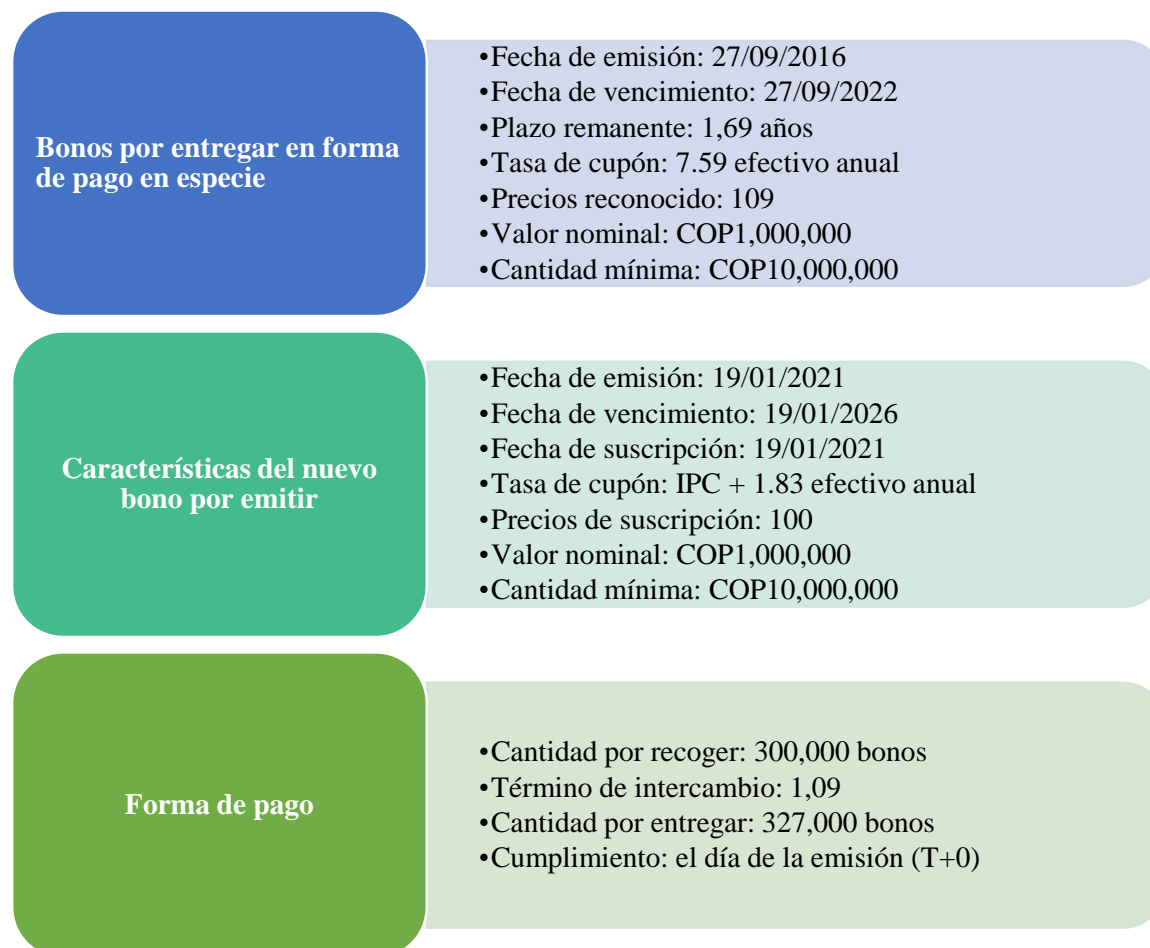 Bonos por entregar en forma
de pago en especie
•Fecha de emisión: 27/09/2016
•Fecha de vencimiento: 27/09/2022
•Plazo remanente: 1,69 años
•Tasa de cupón: 7.59 efectivo anual
•Precios reconocido: 109
•Valor nominal: COP1,000,000
•Cantidad mínima: COP10,000,000
Características del nuevo
bono por emitir
•Fecha de emisión: 19/01/2021
•Fecha de vencimiento: 19/01/2026
•Fecha de suscripción: 19/01/2021
•Tasa de cupón: IPC + 1.83 efectivo anual
•Precios de suscripción: 100
•Valor nominal: COP1,000,000
•Cantidad mínima: COP10,000,000
Forma de pago
•Cantidad por recoger: 300,000 bonos
•Término de intercambio: 1,09
•Cantidad por entregar: 327,000 bonos
•Cumplimiento: el día de la emisión (T+0)